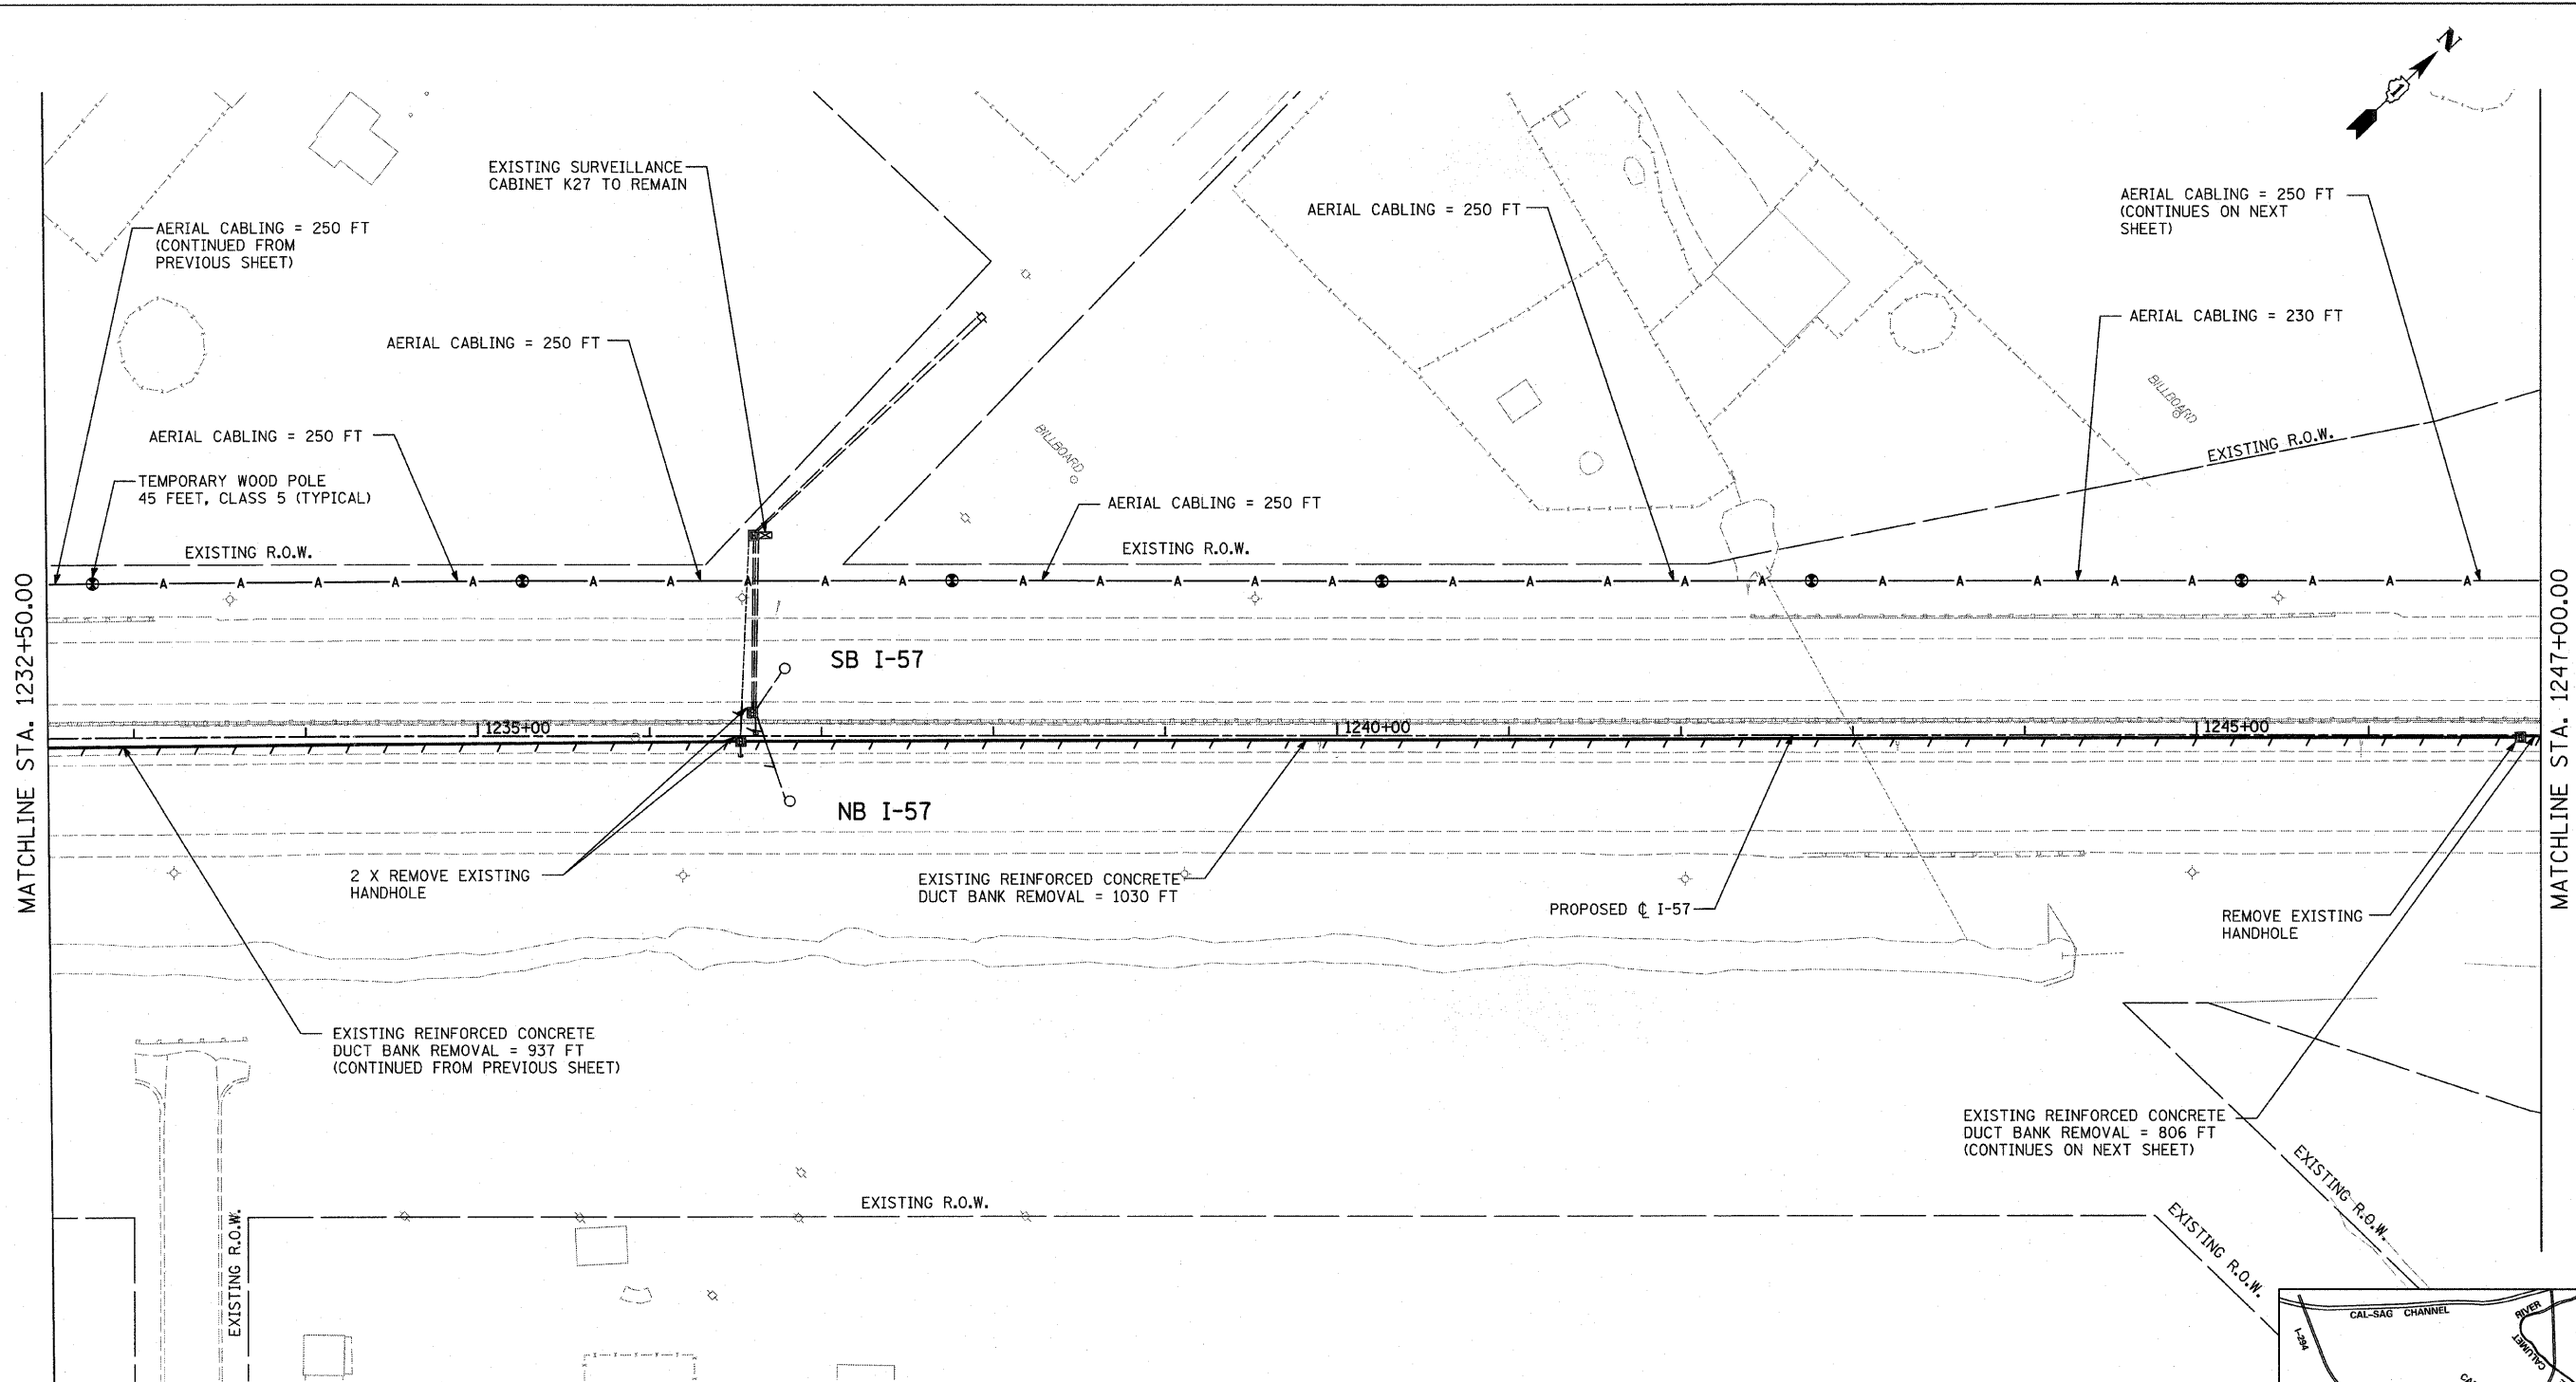 N
1
EXISTING SURVEILLANCE
CABINET K27 TO REMAIN
AERIAL CABLING = 250 FT
(CONTINUED FROM
PREVIOUS SHEET)
AERIAL CABLING = 250 FT
AERIAL CABLING = 250 FT
(CONTINUES ON NEXT
SHEET)
AERIAL CABLING = 230 FT
AERIAL CABLING = 250 FT
AERIAL CABLING = 250 FT
TEMPORARY WOOD POLE
45 FEET, CLASS 5 (TYPICAL)
BILLBOARD
BILLBOARD
AERIAL CABLING = 250 FT
EXISTING R.O.W.
EXISTING R.O.W.
EXISTING R.O.W.
A A A A A A A A A A A A A A A A A A A A A A A A A A A A A A A
MATCHLINE STA. 1232+50.00
MATCHLINE STA. 1247+00.00
SB I-57
1235+00
1240+00
1245+00
NB I-57
2 X REMOVE EXISTING
HANDHOLE
EXISTING REINFORCED CONCRETE
DUCT BANK REMOVAL = 1030 FT
PROPOSED ℄ I-57
REMOVE EXISTING
HANDHOLE
EXISTING REINFORCED CONCRETE
DUCT BANK REMOVAL = 937 FT
(CONTINUED FROM PREVIOUS SHEET)
EXISTING REINFORCED CONCRETE
DUCT BANK REMOVAL = 806 FT
(CONTINUES ON NEXT SHEET)
EXISTING R.O.W.
EXISTING R.O.W.
EXISTING R.O.W.
EXISTING R.O.W.
CAL-SAG CHANNEL
RIVER
CALUMET
I-294